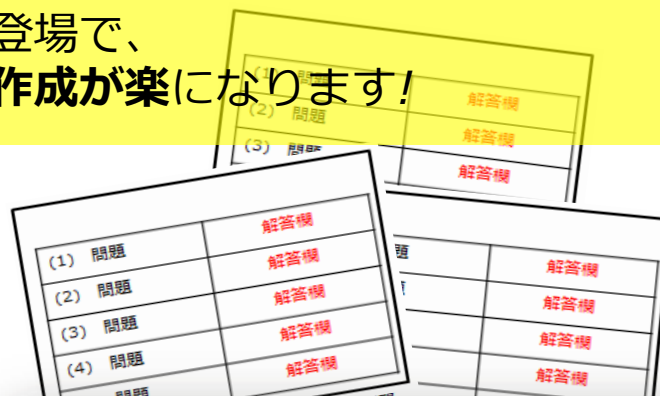 登場で、
作成が楽になります!
(1) 問題 解答欄
(2) 問題 解答欄
(3) 問題 解答欄
(1) 問題 解答欄
(2) 問題 解答欄
(3) 問題 解答欄
(4) 問題 解答欄
問題 解答欄
題 解答欄
解答欄
解答欄
解答欄